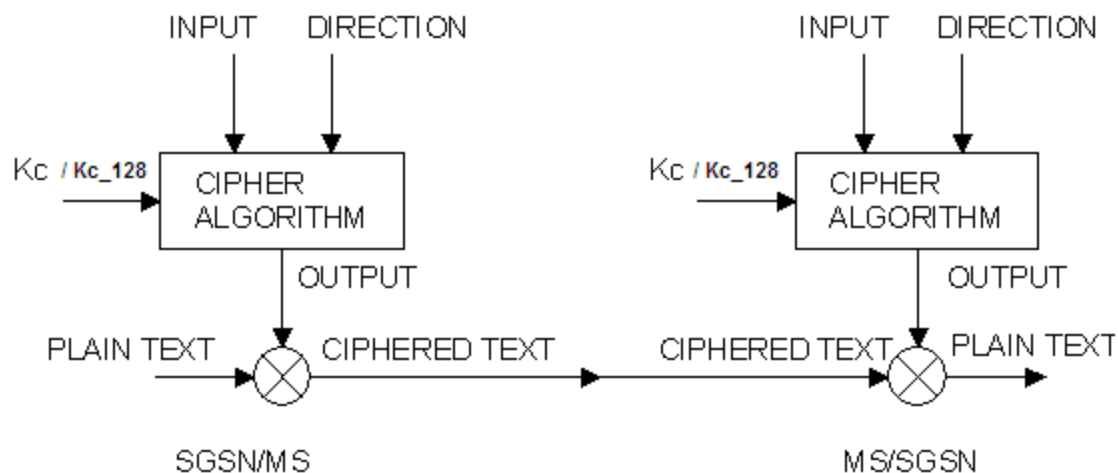 INPUT DIRECTION
INPUT DIRECTION
Kc / Kc_128
CIPHER
ALGORITHM
Kc / Kc_128
CIPHER
ALGORITHM
OUTPUT
OUTPUT
PLAIN TEXT
CIPHERED TEXT
CIPHERED TEXT
PLAIN TEXT
SGSN/MS
MS/SGSN